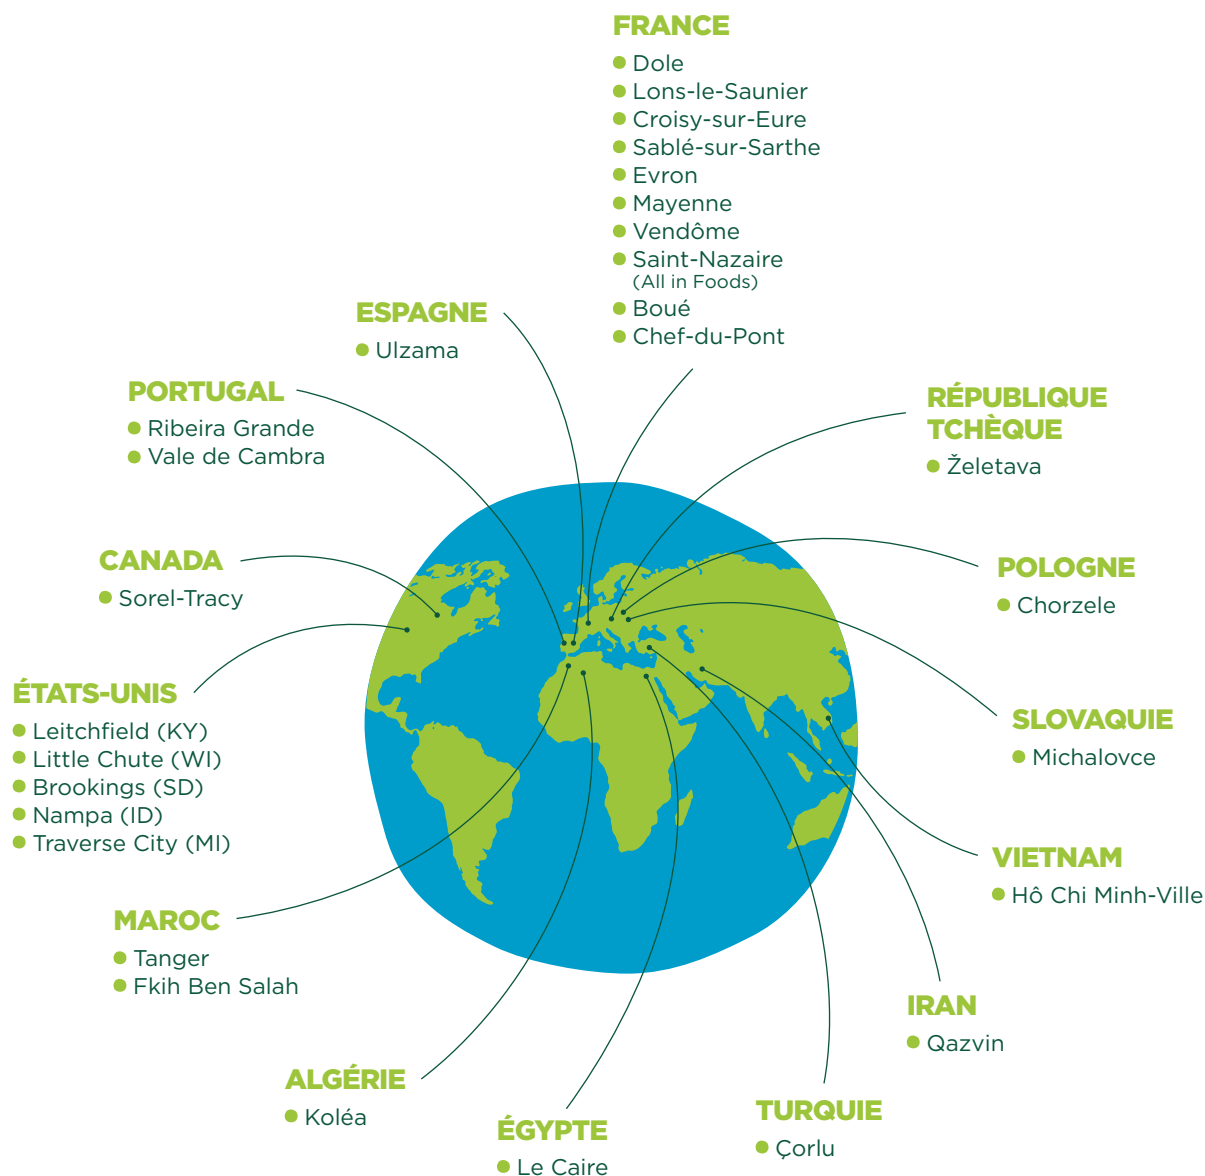 FRANCE
Dole
Lons-le-Saunier
Croisy-sur-Eure
Sablé-sur-Sarthe
Evron
Mayenne
Vendôme
Saint-Nazaire
(All in Foods)
Boué
Chef-du-Pont
ESPAGNE
Ulzama
PORTUGAL
Ribeira Grande
Vale de Cambra
CANADA
Sorel-Tracy
ÉTATS-UNIS
Leitchfield (KY)
Little Chute (WI)
Brookings (SD)
Nampa (ID)
Traverse City (MI)
MAROC
Tanger
Fkih Ben Salah
ALGÉRIE
Koléa
ÉGYPTE
Le Caire
TURQUIE
Çorlu
IRAN
Qazvin
VIETNAM
Hô Chi Minh-Ville
SLOVAQUIE
Michalovce
POLOGNE
Chorzele
RÉPUBLIQUE
TCHÈQUE
Želetava